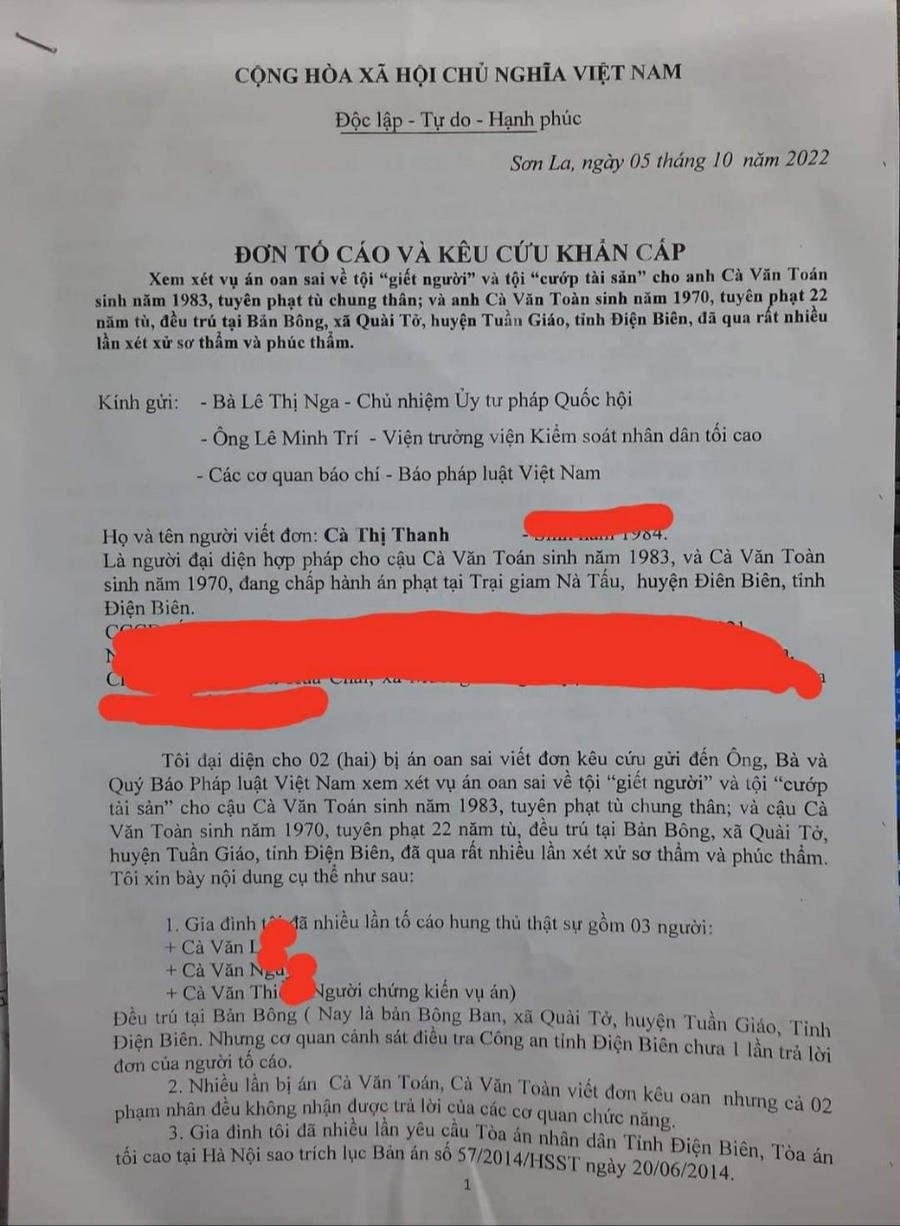 CỘNG HÒA XÃ HỘI CHỦ NGHĨA VIỆT NAM
Độc lập - Tự do - Hạnh phúc
Sơn La, ngày 05 tháng 10 năm 2022
ĐƠN TỐ CÁO VÀ KÊU CỨU KHẨN CẤP
Xem xét vụ án oan sai về tội “giết người” và tội “cướp tài sản” cho anh Cà Văn Toán
sinh năm 1983, tuyên phạt tù chung thân; và anh Cà Văn Toàn sinh năm 1970, tuyên phạt 22
năm tù, đều trú tại Bản Bông, xã Quài Tở, huyện Tuần Giáo, tỉnh Điện Biên, đã qua rất nhiều
lần xét xử sơ thẩm và phúc thẩm.
Kính gửi: - Bà Lê Thị Nga - Chủ nhiệm Ủy tư pháp Quốc hội
- Ông Lê Minh Trí - Viện trưởng viện Kiểm soát nhân dân tối cao
- Các cơ quan báo chí - Báo pháp luật Việt Nam
Họ và tên người viết đơn: Cà Thị Thanh - 1984.
Là người đại diện hợp pháp cho cậu Cà Văn Toán sinh năm 1983, và Cà Văn Toàn
sinh năm 1970, đang chấp hành án phạt tại Trại giam Nà Tấu, huyện Điên Biên, tỉnh
Điện Biên.
Tôi đại diện cho 02 (hai) bị án oan sai viết đơn kêu cứu gửi đến Ông, Bà và
Quý Báo Pháp luật Việt Nam xem xét vụ án oan sai về tội “giết người” và tội “cướp
tài sản” cho cậu Cà Văn Toán sinh năm 1983, tuyên phạt tù chung thân; và cậu Cà
Văn Toàn sinh năm 1970, tuyên phạt 22 năm tù, đều trú tại Bản Bông, xã Quài Tở,
huyện Tuần Giáo, tỉnh Điện Biên, đã qua rất nhiều lần xét xử sơ thẩm và phúc thẩm.
Tôi xin bày nội dung cụ thể như sau:
1. Gia đình đã nhiều lần tố cáo hung thủ thật sự gồm 03 người:
+ Cà Văn
+ Cà Văn
+ Cà Văn Người chứng kiến vụ án)
Đều trú tại Bản Bông ( Nay là bản Bông Ban, xã Quài Tở, huyện Tuần Giáo, Tỉnh
Điện Biên. Nhưng cơ quan cảnh sát điều tra Công an tỉnh Điện Biên chưa 1 lần trả lời
đơn của người tố cáo.
2. Nhiều lần bị án Cà Văn Toán, Cà Văn Toàn viết đơn kêu oan nhưng cả 02
phạm nhân đều không nhận được trả lời của các cơ quan chức năng.
3. Gia đình tôi đã nhiều lần yêu cầu Tòa án nhân dân Tỉnh Điện Biên, Tòa án
tối cao tại Hà Nội sao trích lục Bản án số 57/2014/HSST ngày 20/06/2014.
1